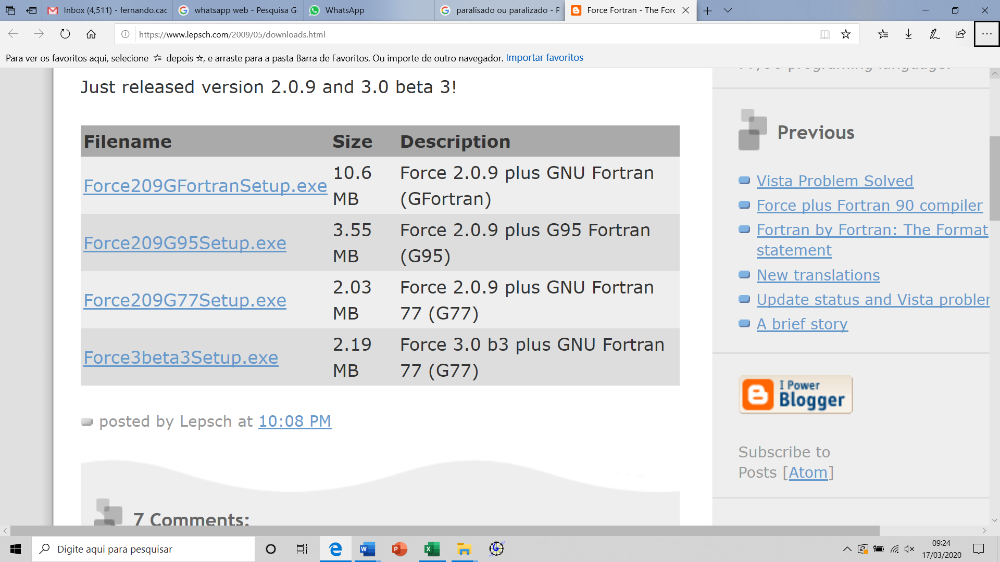 Inbox (4,511) - fernando.cac
whatsapp web - Pesquisa G
WhatsApp
paralisado ou paralizado - P
Force Fortran - The Forc
https://www.lepsch.com/2009/05/downloads.html
Para ver os favoritos aqui, selecione depois , e arraste para a pasta Barra de Favoritos. Ou importe de outro navegador. Importar favoritos
Just released version 2.0.9 and 3.0 beta 3!
Filename Size Description
Force209GFortranSetup.exe
10.6
MB
Force 2.0.9 plus GNU Fortran
(GFortran)
Force209G95Setup.exe
3.55
MB
Force 2.0.9 plus G95 Fortran
(G95)
Force209G77Setup.exe
2.03
MB
Force 2.0.9 plus GNU Fortran
77 (G77)
Force3beta3Setup.exe
2.19
MB
Force 3.0 b3 plus GNU Fortran
77 (G77)
posted by Lepsch at 10:08 PM
7 Comments:
Previous
Vista Problem Solved
Force plus Fortran 90 compiler
Fortran by Fortran: The Format
statement
New translations
Update status and Vista problem
A brief story
I Power
Blogger
Subscribe to
Posts [Atom]
Digite aqui para pesquisar
09:24
17/03/2020